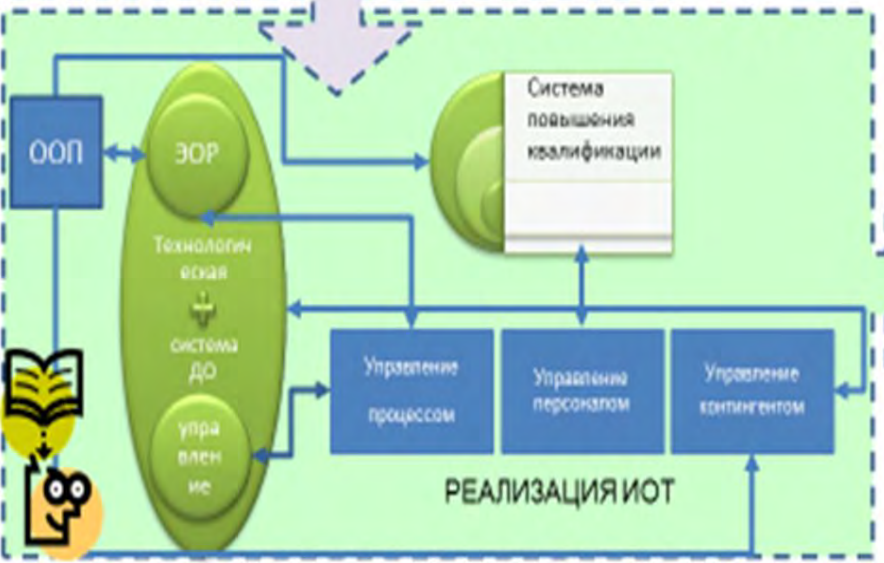 Система
повышения
квалификации
ООП
ЭОР
Технологич
еская
система
ДО
упра
влен
ие
Управление
процессом
Управление
персоналом
Управление
контингентом
РЕАЛИЗАЦИЯ ИОТ